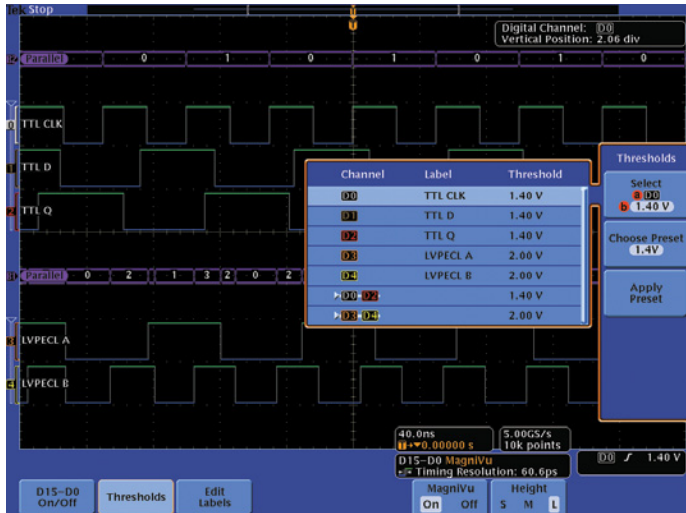 Tek Stop
Digital Channel: D0
Vertical Position: 2.06 div
Parallel 0 1 0 1 0 1 0
TTL CLK
TTL D
TTL Q
Parallel 0 2 1 3 2 0 2
LVPECL A
LVPECL B
Channel Label Threshold
D0 TTL CLK 1.40 V
D1 TTL D 1.40 V
D2 TTL Q 1.40 V
D3 LVPECL A 2.00 V
D4 LVPECL B 2.00 V
D0-D2 1.40 V
D3-D4 2.00 V
Thresholds
Select
a D0
b 1.40 V
Choose Preset
1.4V
Apply
Preset
40.0ns
0.00000 s
5.00GS/s
10k points
D15-D0 MagniVu
Timing Resolution: 60.6ps
D0 1.40 V
D15-D0
On/Off
Thresholds
Edit
Labels
MagniVu
On Off
Height
S M L